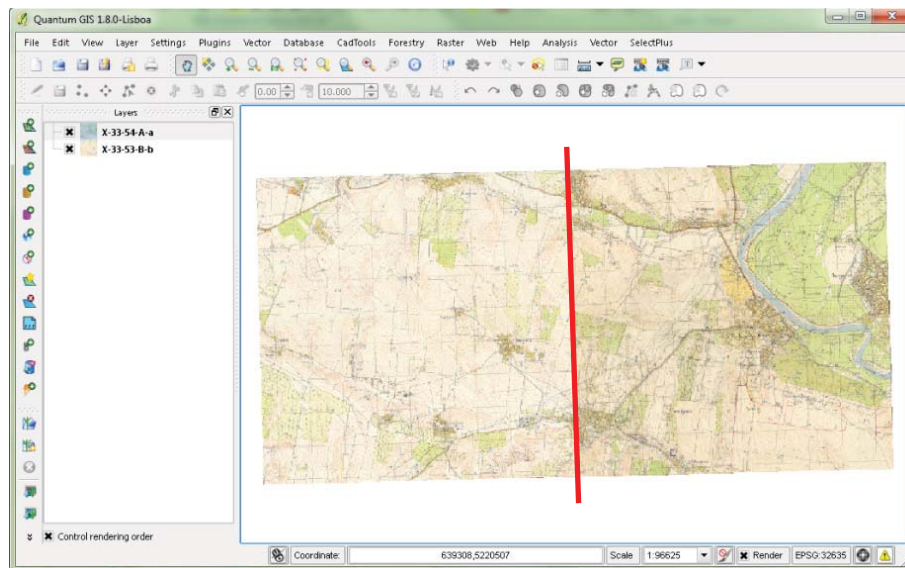 Quantum GIS 1.8.0-Lisboa
File Edit View Layer Settings Plugins Vector Database CadTools Forestry Raster Web Help Analysis Vector SelectPlus
0.00 10.000
Layers
X-33-54-A-a
X-33-53-B-b
Control rendering order
Coordinate: 639308,5220507 Scale 1:96625 Render EPSG:32635